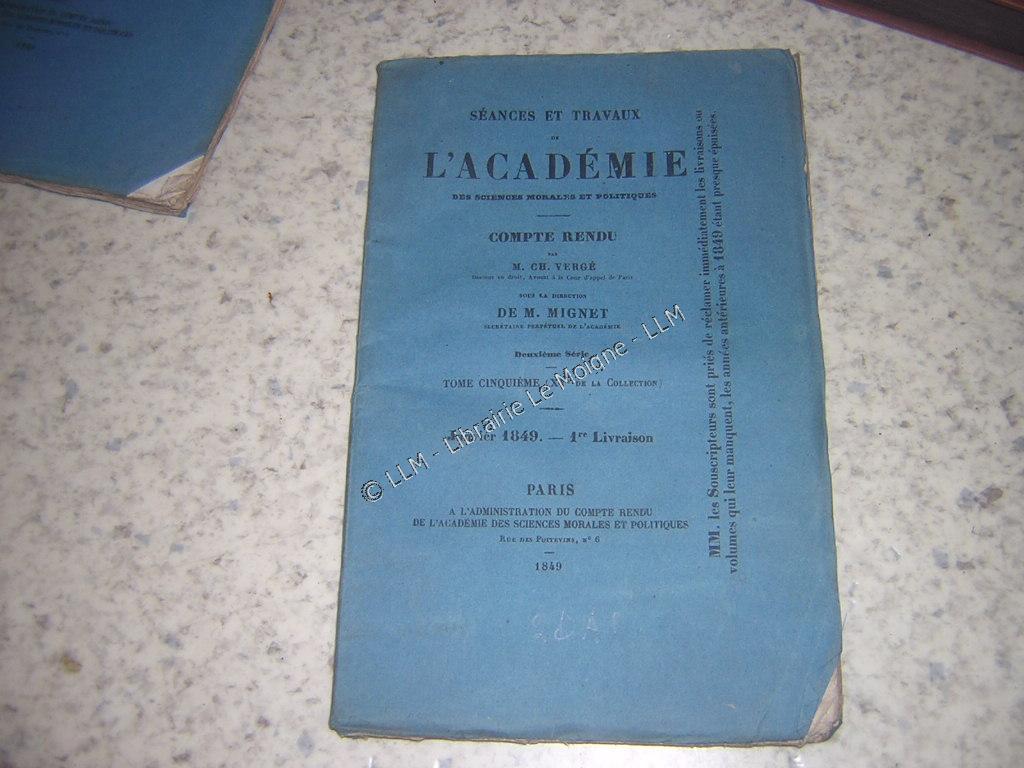 SÉANCES ET TRAVAUX
DE
L'ACADÉMIE
DES SCIENCES MORALES ET POLITIQUES
COMPTE RENDU
PAR
M. CH. VERGÉ
Docteur en droit, Avocat à la Cour d'appel de Paris
SOUS LA DIRECTION
DE M. MIGNET
SECRÉTAIRE PERPÉTUEL DE L'ACADÉMIE
Deuxième Série
TOME CINQUIÈME DE LA COLLECTION)
1849. — 1re Livraison
PARIS
A L'ADMINISTRATION DU COMPTE RENDU
DE L'ACADÉMIE DES SCIENCES MORALES ET POLITIQUES
RUE DES POITEVINS, N° 6
1849
MM. les Souscripteurs sont priés de réclamer immédiatement les livraisons ou
volumes qui leur manquent, les années antérieures à 1849 étant presque épuisées.
© LLM - Librairie Le Moigne - LLM